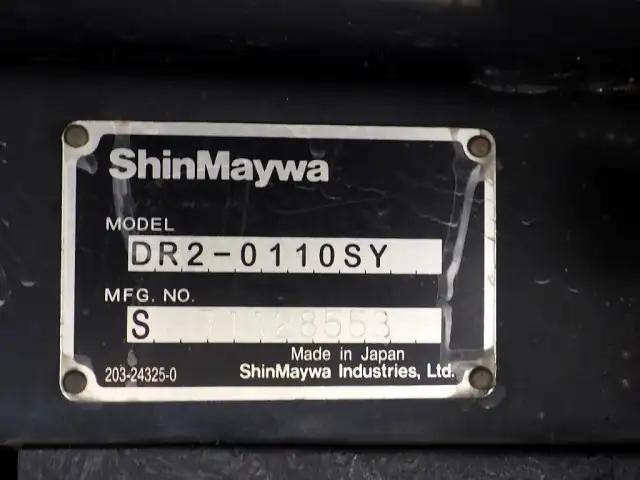 ShinMaywa
MODEL
DR2-0110SY
MFG. NO.
S
Made in Japan
203-24325-0
ShinMaywa Industries, Ltd.